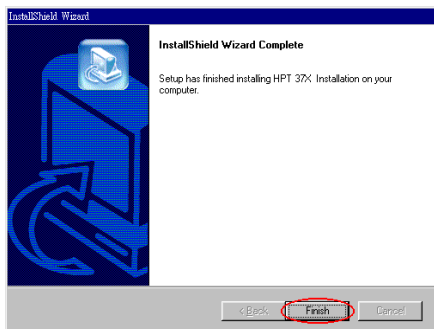 InstallShield Wizard
InstallShield Wizard Complete
Setup has finished installing HPT 37X Installation on your
computer.
< Back
Finish
Cancel